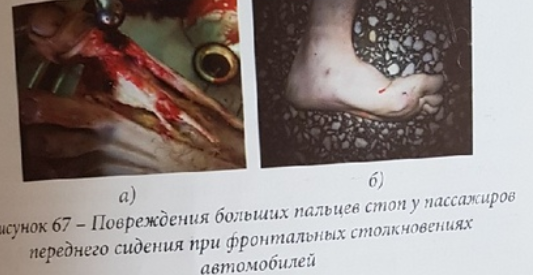 а)
б)
исунок 67 – Повреждения больших пальцев стоп у пассажиров
переднего сидения при фронтальных столкновениях
автомобилей